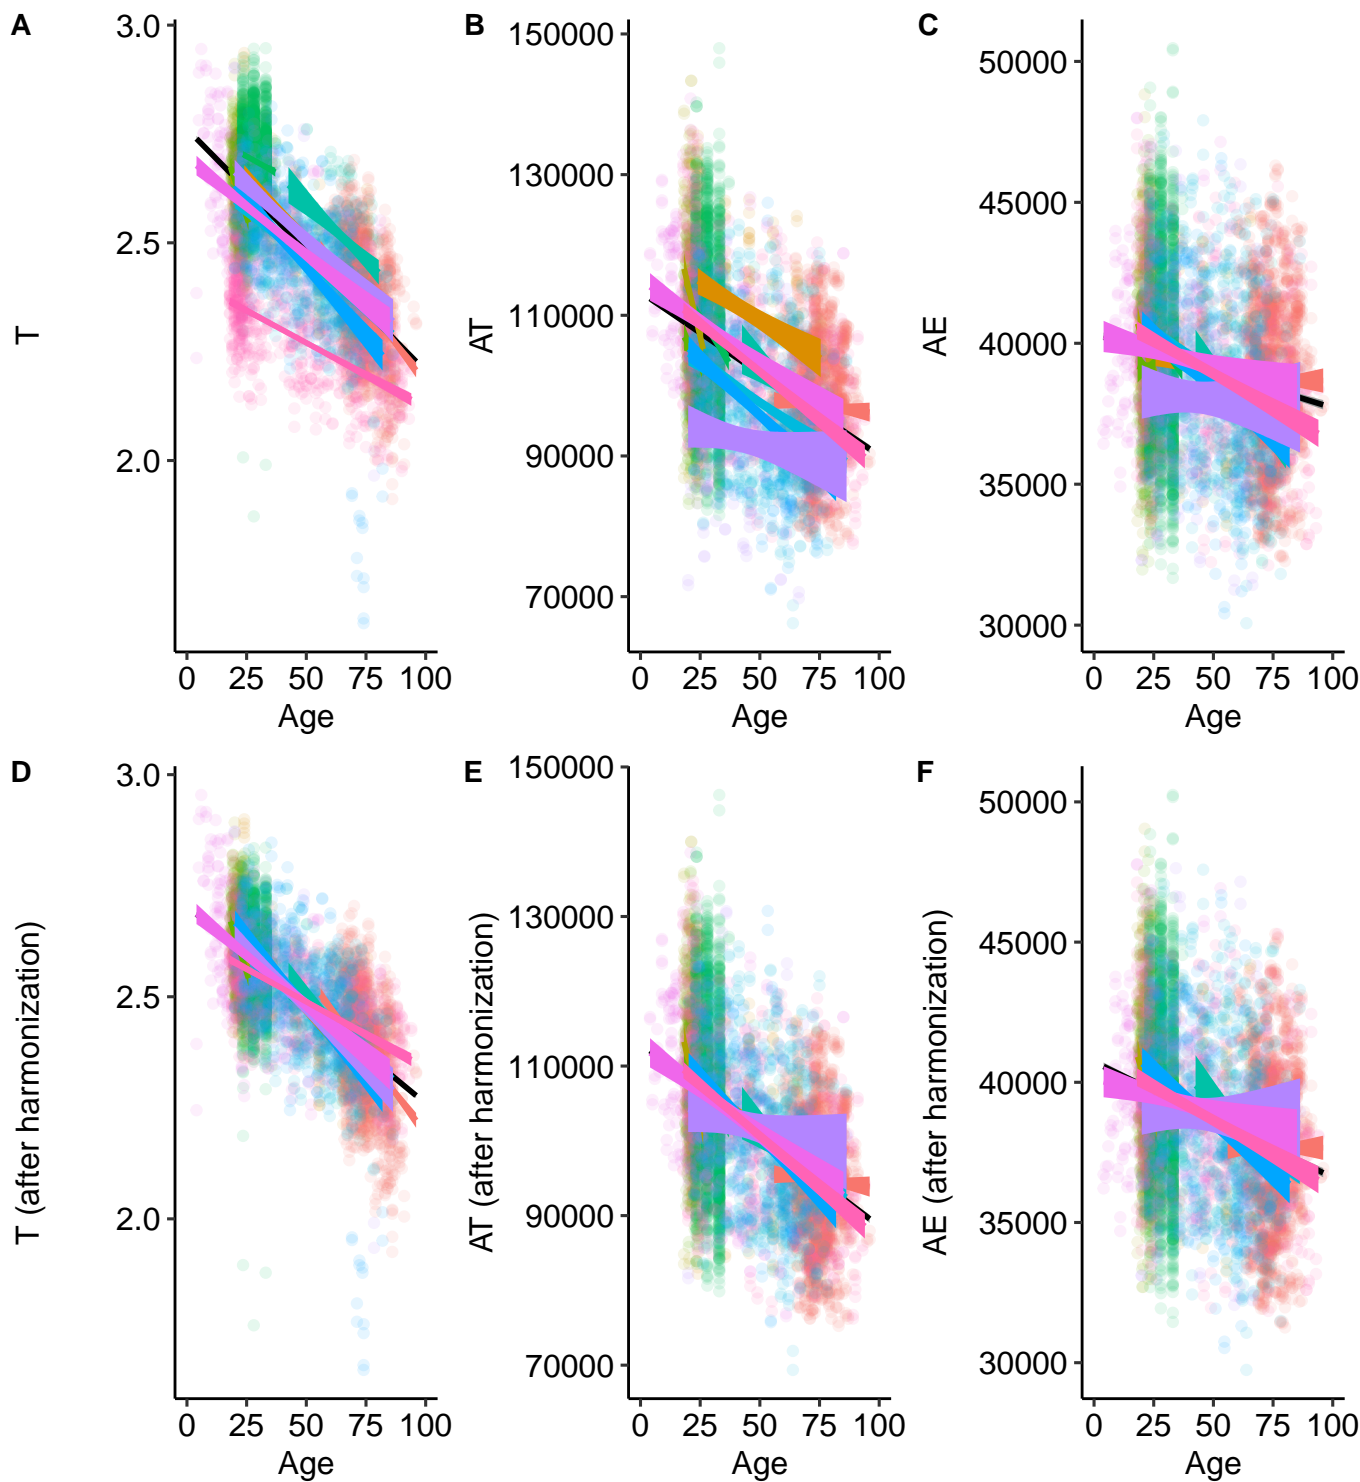 A
3.0
2.5
2.0
T
0 25 50 75 100
Age
B
150000
130000
110000
90000
70000
AT
0 25 50 75 100
Age
C
50000
45000
40000
35000
30000
AE
0 25 50 75 100
Age
D
3.0
2.5
2.0
T (after harmonization)
0 25 50 75 100
Age
E
150000
130000
110000
90000
70000
AT (after harmonization)
0 25 50 75 100
Age
F
50000
45000
40000
35000
30000
AE (after harmonization)
0 25 50 75 100
Age